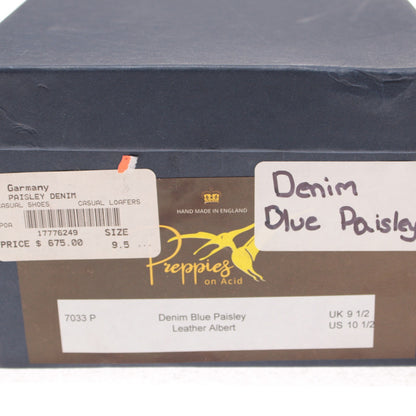 Garmany
PAISLEY DENIM
CASUAL SHOES CASUAL LOAFERS
POA
17776249 SIZE
PRICE $ 675.00 9.5 ...
Denim
Blue Paisley
HAND MADE IN ENGLAND
Preppies
on Acid
7033 P Denim Blue Paisley UK 9 1/2
Leather Albert US 10 1/2